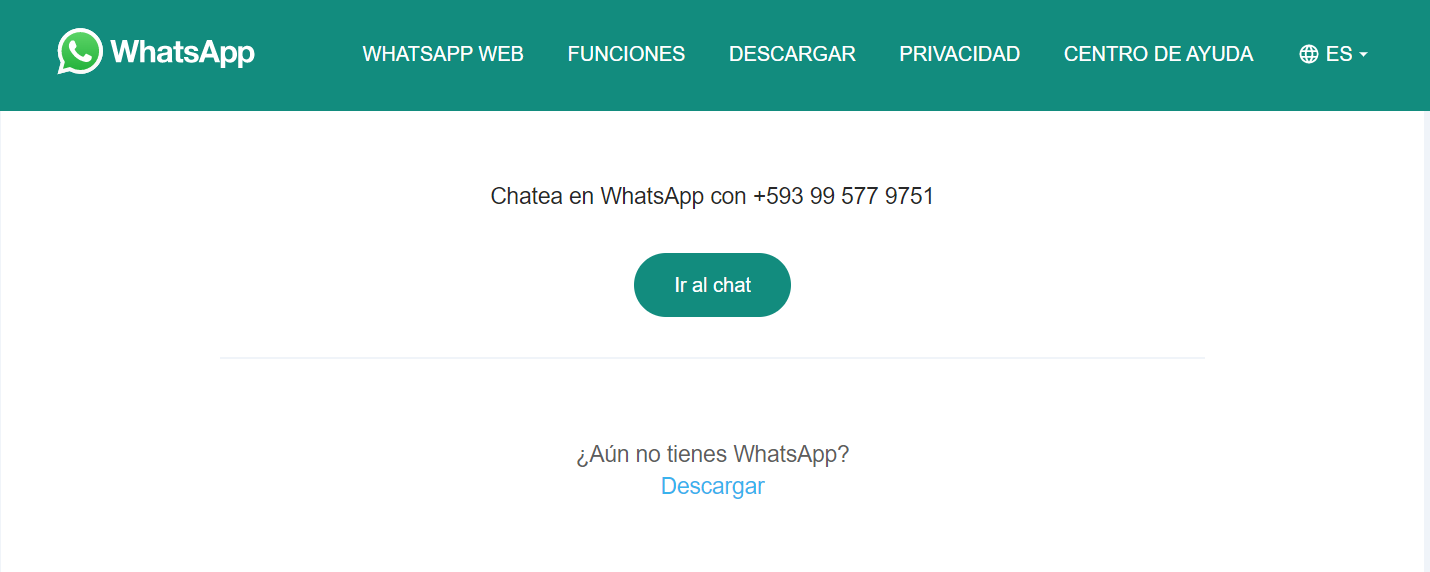 WhatsApp WHATSAPP WEB FUNCIONES DESCARGAR PRIVACIDAD CENTRO DE AYUDA ES
Chatea en WhatsApp con +593 99 577 9751
Ir al chat
¿Aún no tienes WhatsApp?
Descargar